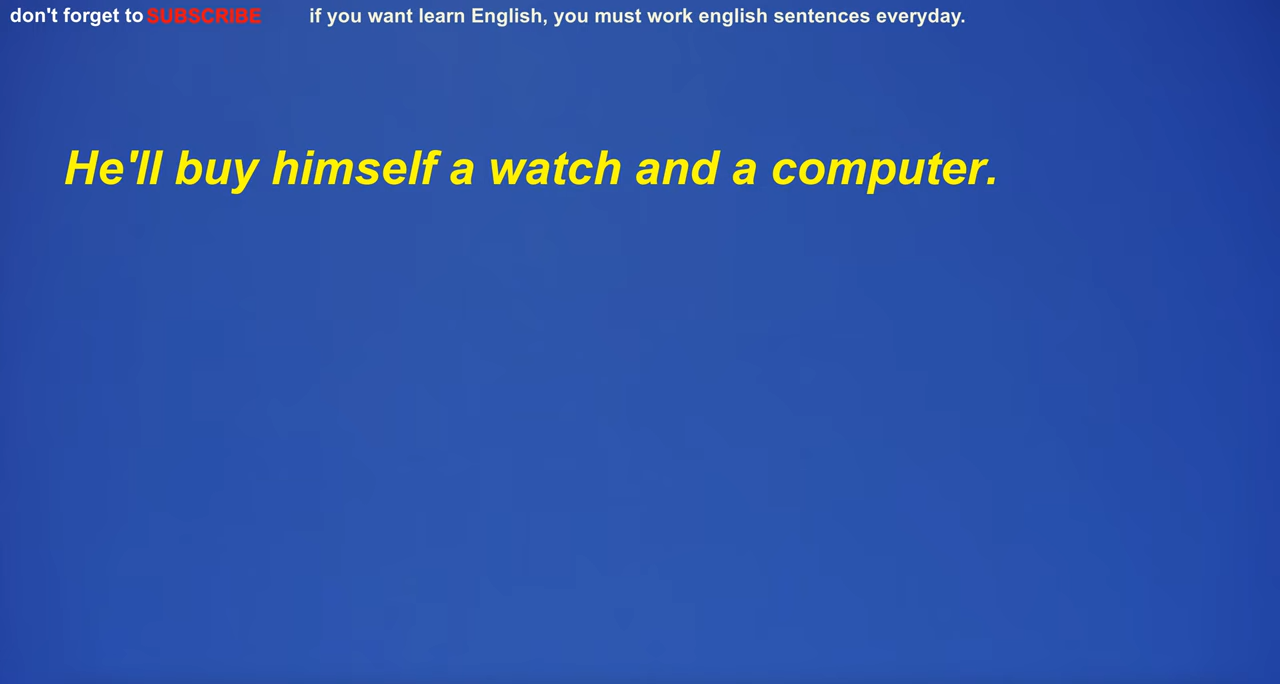 don't forget to SUBSCRIBE if you want learn English, you must work english sentences everyday.
He'll buy himself a watch and a computer.